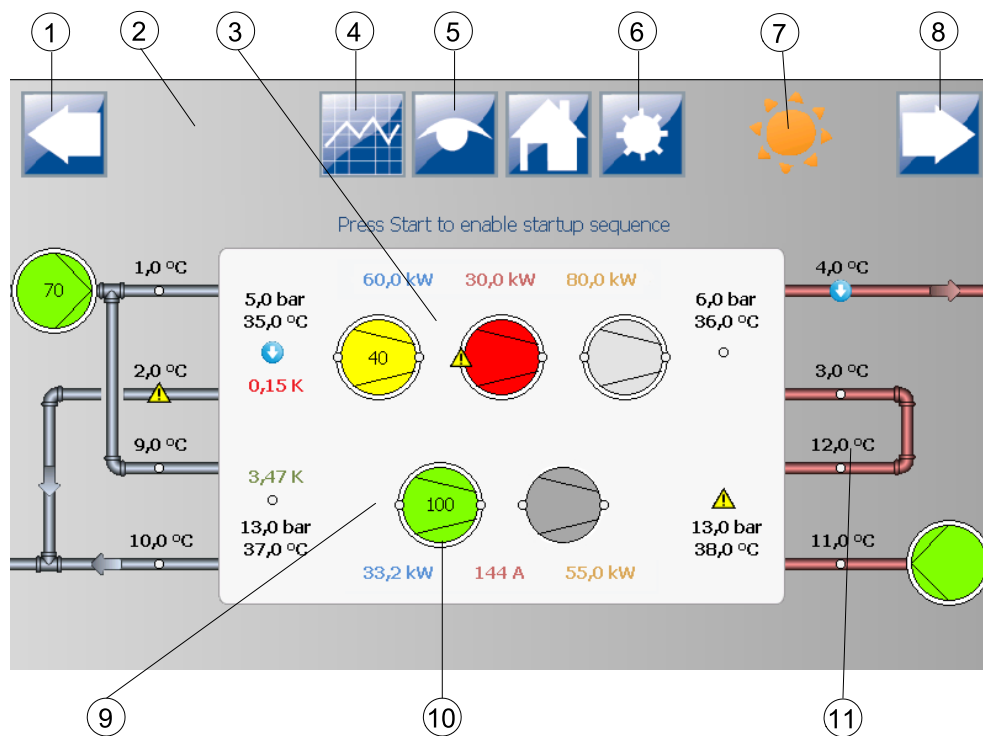 1 2 3 4 5 6 7 8
Press Start to enable startup sequence
1,0 °C 60,0 kW 30,0 kW 80,0 kW 4,0 °C
70
5,0 bar 6,0 bar
35,0 °C 36,0 °C
40
2,0 °C 0,15 K 3,0 °C
9,0 °C 12,0 °C
3,47 K
100
13,0 bar 13,0 bar
10,0 °C 37,0 °C 38,0 °C 11,0 °C
33,2 kW 144 A 55,0 kW
9 10 11